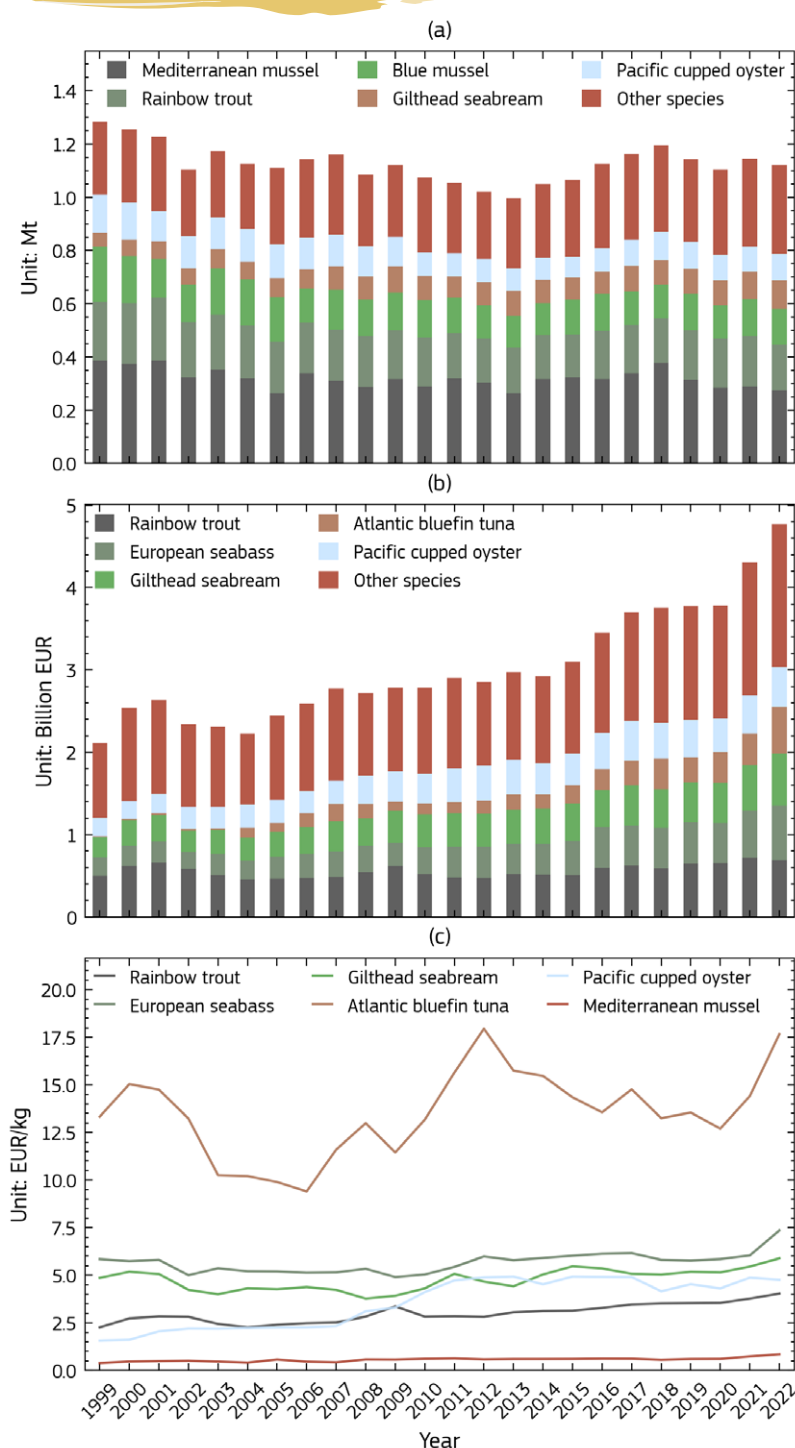 (a)
Mediterranean mussel Blue mussel Pacific cupped oyster
Rainbow trout Gilthead seabream Other species
1.4
1.2
1.0
0.8
0.6
0.4
0.2
0.0
Unit: Mt
(b)
Rainbow trout Atlantic bluefin tuna
European seabass Pacific cupped oyster
Gilthead seabream Other species
5
4
3
2
1
0
Unit: Billion EUR
(c)
Rainbow trout Gilthead seabream Pacific cupped oyster
European seabass Atlantic bluefin tuna Mediterranean mussel
20.0
17.5
15.0
12.5
10.0
7.5
5.0
2.5
0.0
Unit: EUR/kg
1999 2000 2001 2002 2003 2004 2005 2006 2007 2008 2009 2010 2011 2012 2013 2014 2015 2016 2017 2018 2019 2020 2021 2022
Year